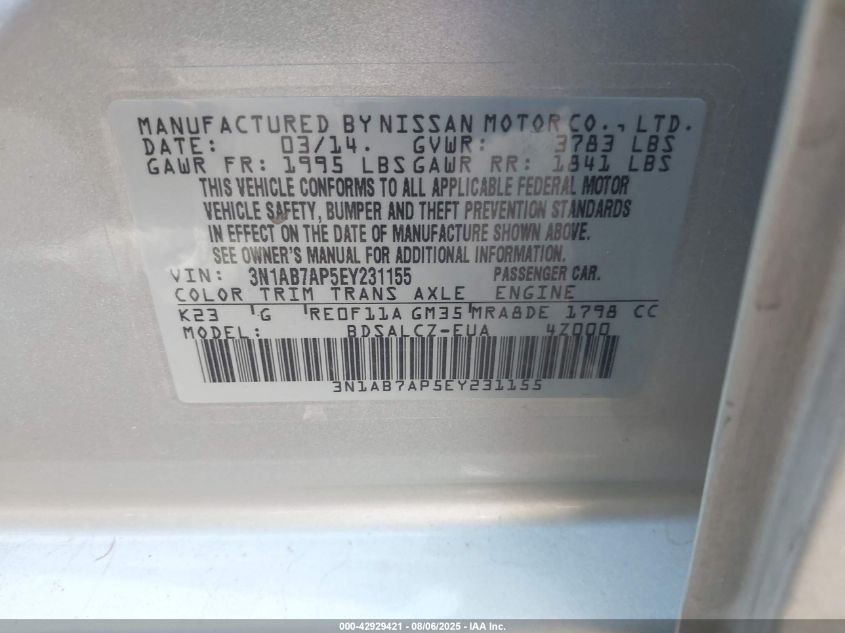 MANUFACTURED BY NISSAN MOTOR CO., LTD.
DATE: 03/14. GVWR: 3783 LBS
GAWR FR: 1995 LBS GAWR RR: 1841 LBS
THIS VEHICLE CONFORMS TO ALL APPLICABLE FEDERAL MOTOR
VEHICLE SAFETY, BUMPER AND THEFT PREVENTION STANDARDS
IN EFFECT ON THE DATE OF MANUFACTURE SHOWN ABOVE.
SEE OWNER'S MANUAL FOR ADDITIONAL INFORMATION.
VIN: 3N1AB7AP5EY231155 PASSENGER CAR.
COLOR TRIM TRANS AXLE ENGINE
K23 G RE0F11A GM35 MRA8DE 1798 CC
MODEL: BDSALCZ-EUA 4Z000
3N1AB7AP5EY231155
000-42929421 - 08/06/2025 - IAA Inc.